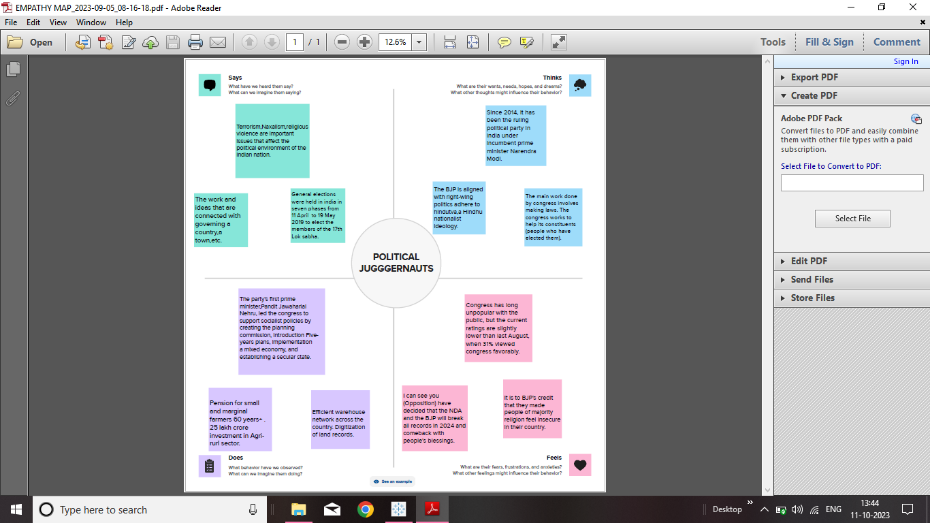 EMPATHY MAP_2023-09-05_08-16-18.pdf - Adobe Reader
File Edit View Window Help
Open
1 / 1
12.6%
Tools
Fill & Sign
Comment
Sign In
Export PDF
Create PDF
Adobe PDF Pack
Convert files to PDF and easily combine
them with other file types with a paid
subscription.
Select File to Convert to PDF:
Select File
Edit PDF
Send Files
Store Files
Says
What have we heard them say?
What can we imagine them saying?
Thinks
What are their wants, needs, hopes, and dreams?
What other thoughts might influence their behavior?
Terrorism,Naxalism,religious
violence are important
issues that affect the
political environment of the
Indian nation.
The work and
ideas that are
connected with
governing a
country,a
town,etc.
General elections
were held in india in
seven phases from
11 April to 19 May
2019 to elect the
members of the 17th
Lok sabha.
Since 2014, it has
been the ruling
political party in
india under
incumbent prime
minister Narendra
Modi.
The BJP is aligned
with right-wing
politics adhere to
hindutva,a Hindhu
nationalist
ideology.
The main work done
by congress involves
making laws. The
congress works to
help its constituents
(people who have
elected them).
POLITICAL
JUGGGERNAUTS
The party's first prime
minister,Pandit Jawaharlal
Nehru, led the congress to
support socialist policies by
creating the planning
commission, introduction Five-
years plans, implementation
a mixed economy, and
establishing a secular state.
Pension for small
and marginal
farmers 60 years- .
25 lakh crore
investment in Agri-
rurl sector.
Efficient warehouse
network across the
country. Digitization
of land records.
Congress has long
unpopular with the
public, but the current
ratings are slightly
lower than last August,
when 31% viewed
congress favorably.
I can see you
(Opposition) have
decided that the NDA
and the BJP will break
all records in 2024 and
comeback with
people's blessings.
It is to BJP's credit
that they made
people of majority
religion feel insecure
in their country.
Does
What behavior have we observed?
What can we imagine them doing?
Feels
What are their fears, frustrations, and anxieties?
What other feelings might influence their behavior?
See an example
Type here to search
Desktop
ENG
13:44
11-10-2023